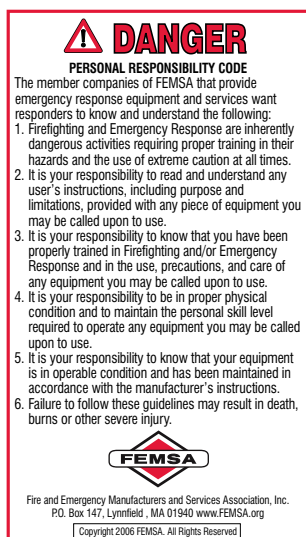 DANGER
PERSONAL RESPONSIBILITY CODE
The member companies of FEMSA that provide
emergency response equipment and services want
responders to know and understand the following:
1. Firefighting and Emergency Response are inherently
dangerous activities requiring proper training in their
hazards and the use of extreme caution at all times.
2. It is your responsibility to read and understand any
user’s instructions, including purpose and
limitations, provided with any piece of equipment you
may be called upon to use.
3. It is your responsibility to know that you have been
properly trained in Firefighting and/or Emergency
Response and in the use, precautions, and care of
any equipment you may be called upon to use.
4. It is your responsibility to be in proper physical
condition and to maintain the personal skill level
required to operate any equipment you may be called
upon to use.
5. It is your responsibility to know that your equipment
is in operable condition and has been maintained in
accordance with the manufacturer’s instructions.
6. Failure to follow these guidelines may result in death,
burns or other severe injury.
FEMSA
Fire and Emergency Manufacturers and Services Association, Inc.
P.O. Box 147, Lynnfield , MA 01940 www.FEMSA.org
Copyright 2006 FEMSA. All Rights Reserved